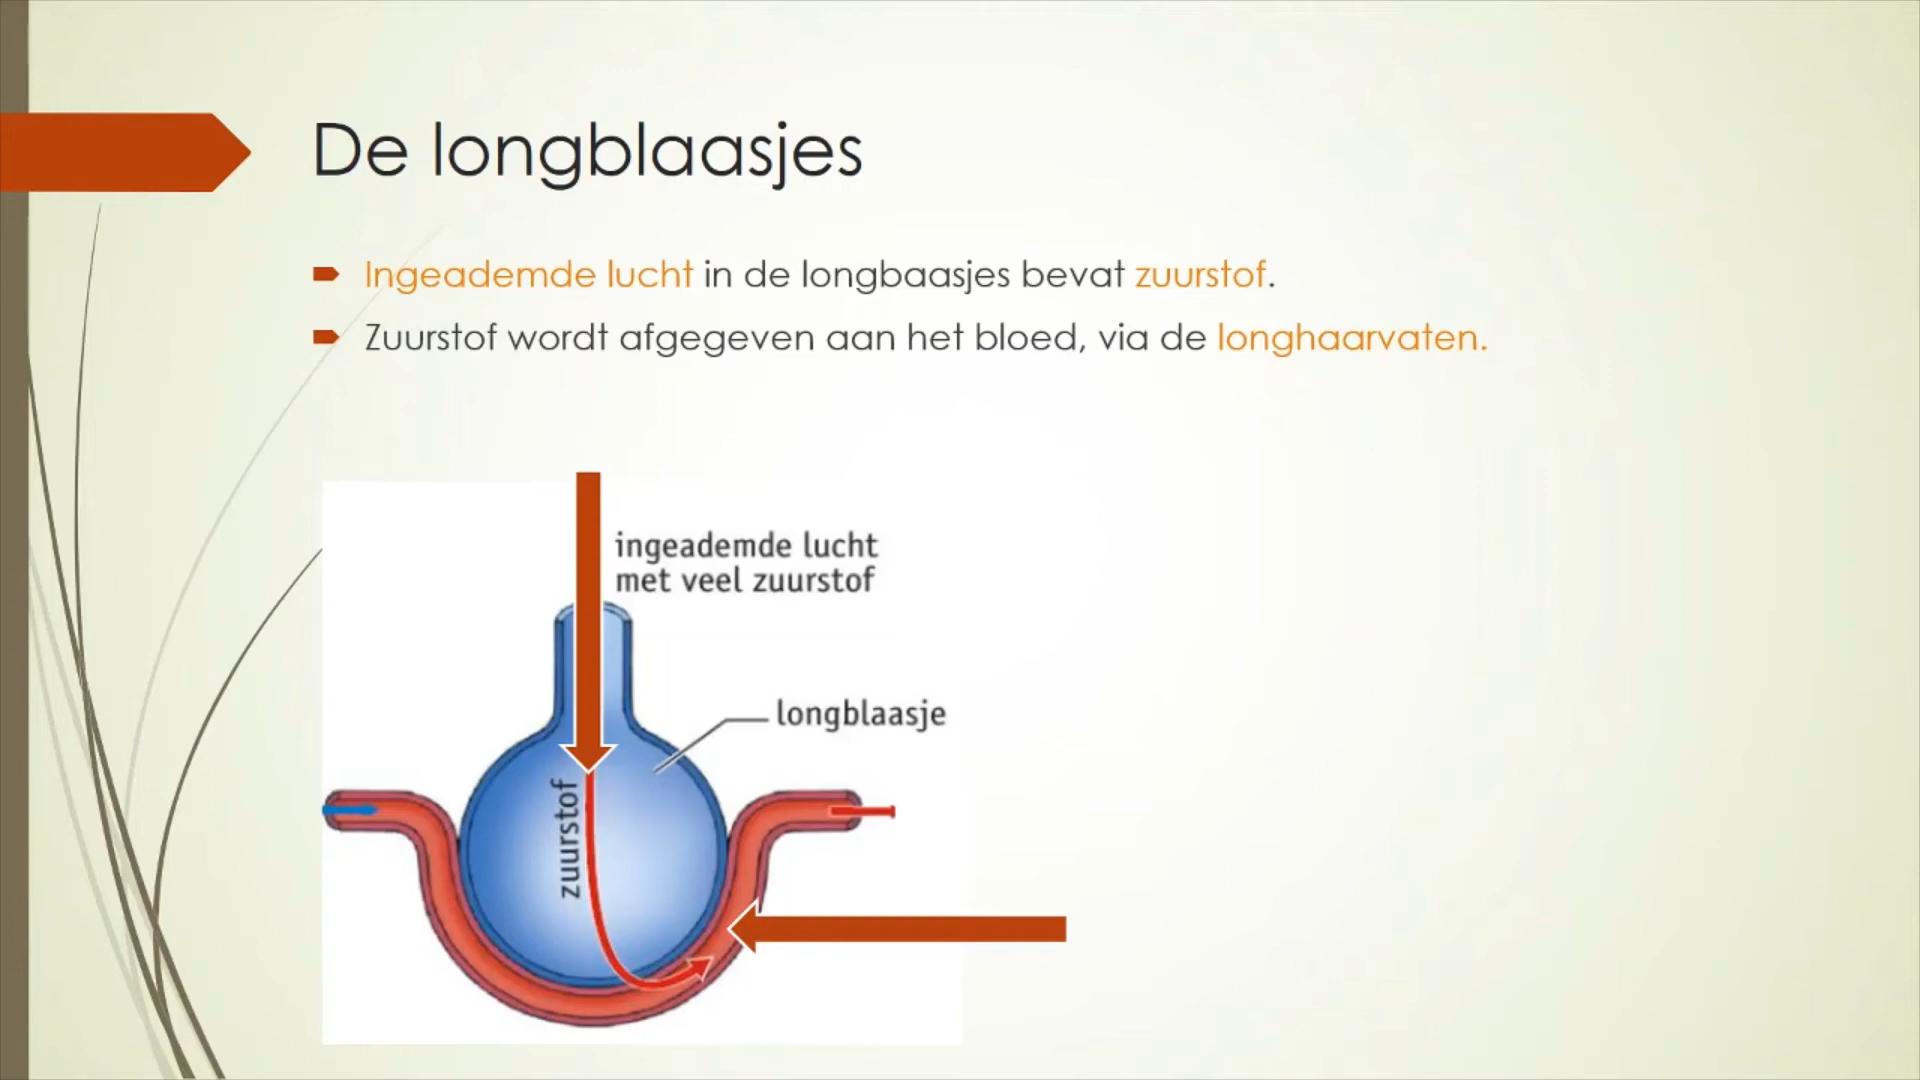 De longblaasjes
Ingeademde lucht in de longbaasjes bevat zuurstof.
Zuurstof wordt afgegeven aan het bloed, via de longhaarvaten.
ingeademde lucht
met veel zuurstof
longblaasje
zuurstof